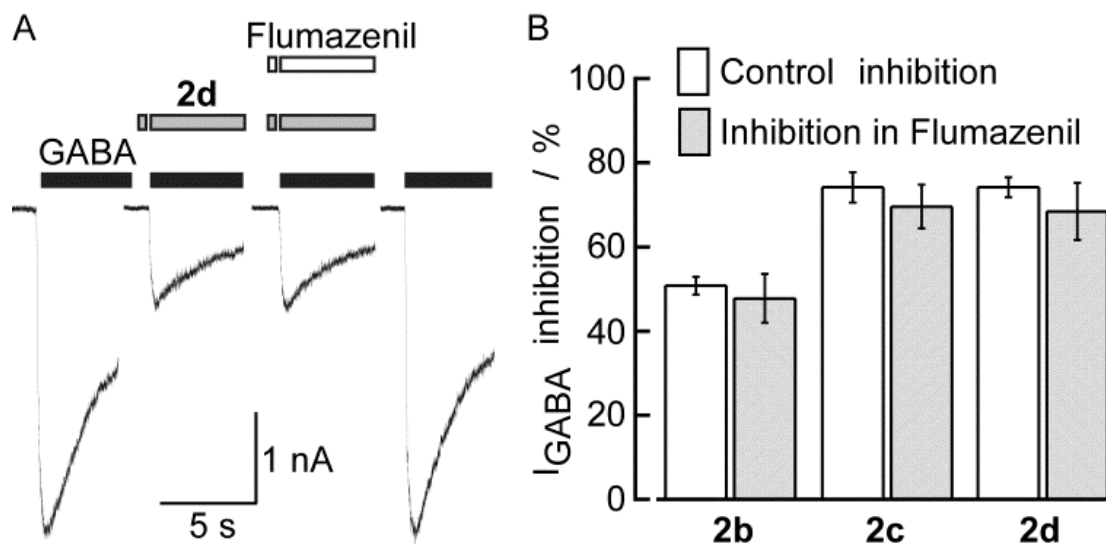 A
Flumazenil
2d
GABA
1 nA
5 s
B
Control inhibition
Inhibition in Flumazenil
IGABA inhibition / %
100
80
60
40
20
0
2b 2c 2d